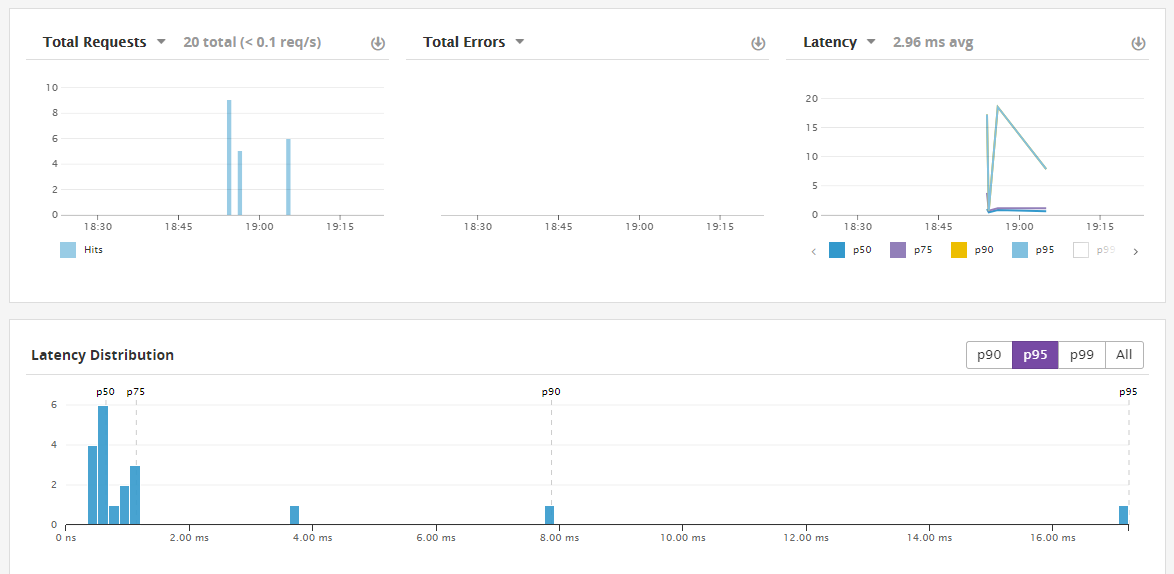 Total Requests 20 total (< 0.1 req/s)
10
8
6
4
2
0
18:30 18:45 19:00 19:15
Hits
Total Errors
18:30 18:45 19:00 19:15
Latency 2.96 ms avg
20
15
10
5
0
18:30 18:45 19:00 19:15
p50 p75 p90 p95 p99
Latency Distribution
p90 p95 p99 All
p50 p75 p90 p95
6
4
2
0
0 ns 2.00 ms 4.00 ms 6.00 ms 8.00 ms 10.00 ms 12.00 ms 14.00 ms 16.00 ms